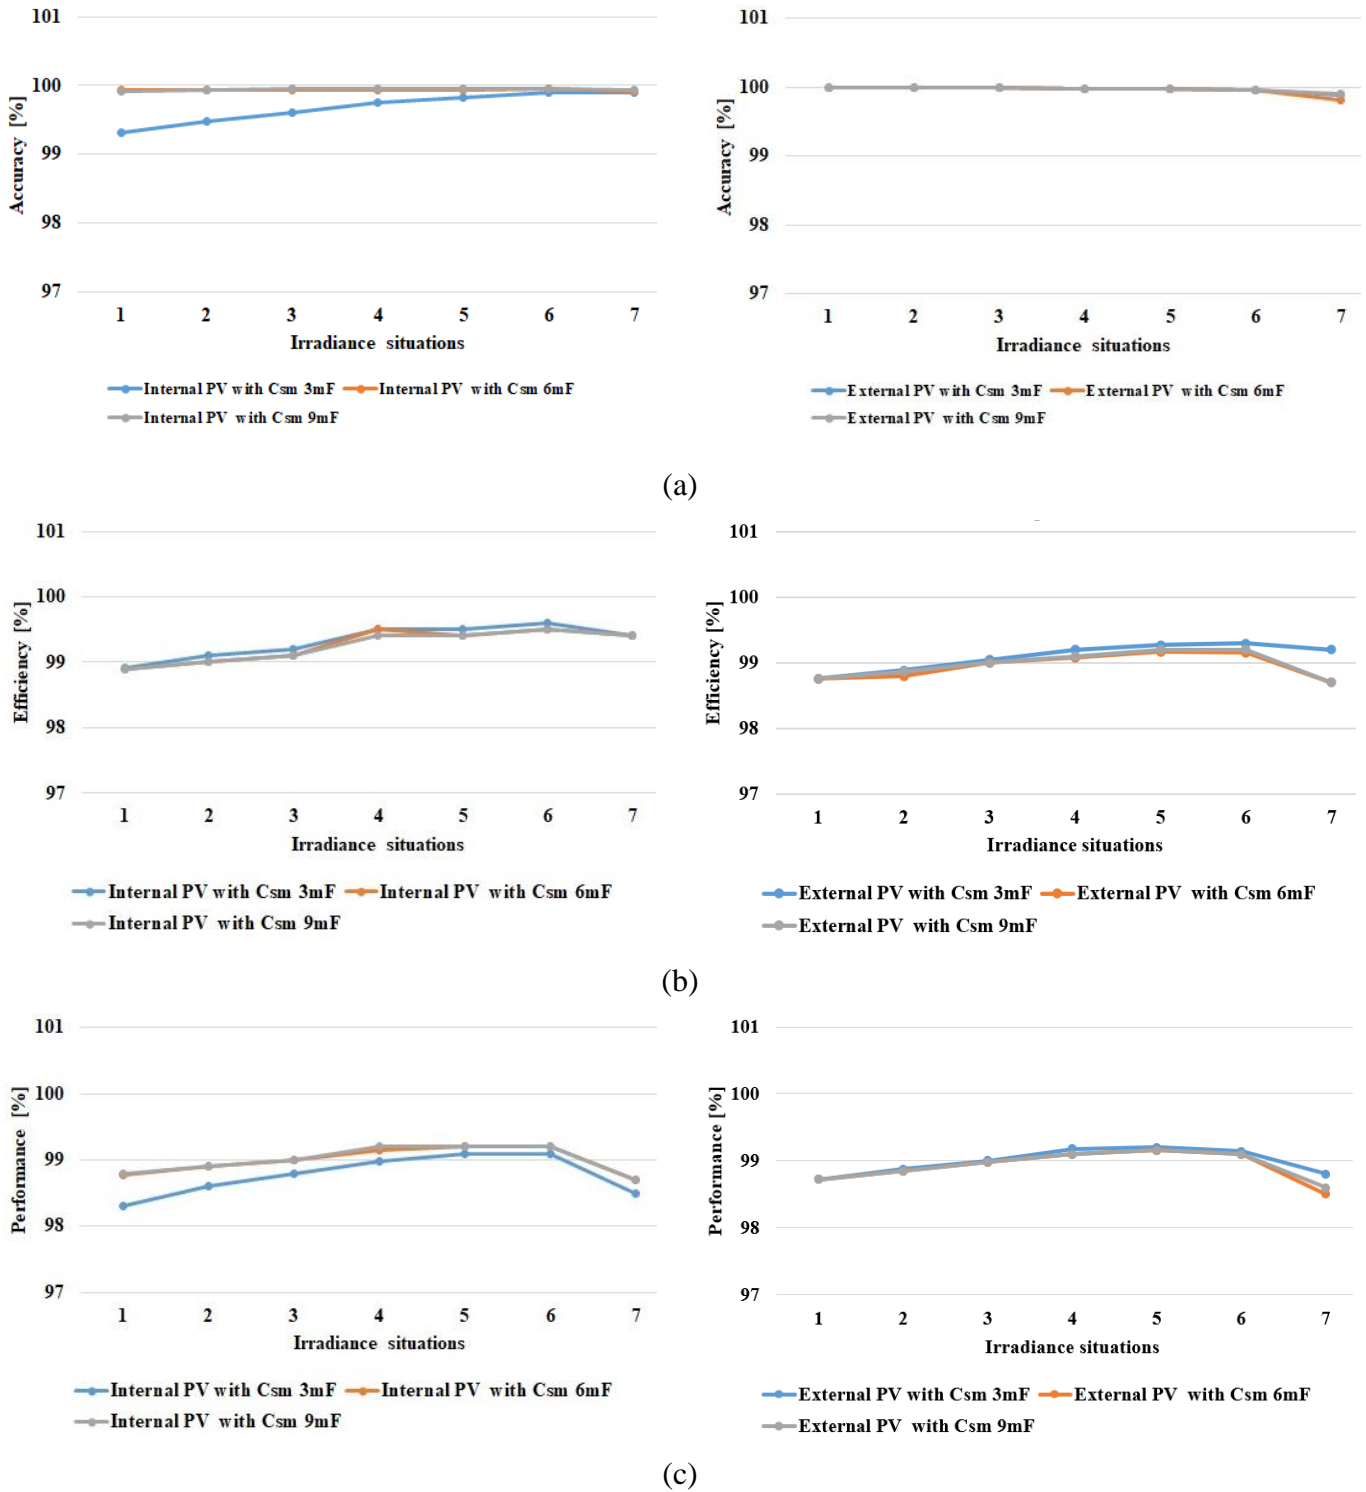 101
100
99
98
97
Accuracy [%]
1 2 3 4 5 6 7
Irradiance situations
Internal PV with Csm 3mF Internal PV with Csm 6mF
Internal PV with Csm 9mF
101
100
99
98
97
Accuracy [%]
1 2 3 4 5 6 7
Irradiance situations
External PV with Csm 3mF External PV with Csm 6mF
External PV with Csm 9mF
(a)
101
100
99
98
97
Efficiency [%]
1 2 3 4 5 6 7
Irradiance situations
Internal PV with Csm 3mF Internal PV with Csm 6mF
Internal PV with Csm 9mF
101
100
99
98
97
Efficiency [%]
1 2 3 4 5 6 7
Irradiance situations
External PV with Csm 3mF External PV with Csm 6mF
External PV with Csm 9mF
(b)
101
100
99
98
97
Performance [%]
1 2 3 4 5 6 7
Irradiance situations
Internal PV with Csm 3mF Internal PV with Csm 6mF
Internal PV with Csm 9mF
101
100
99
98
97
Performance [%]
1 2 3 4 5 6 7
Irradiance situations
External PV with Csm 3mF External PV with Csm 6mF
External PV with Csm 9mF
(c)